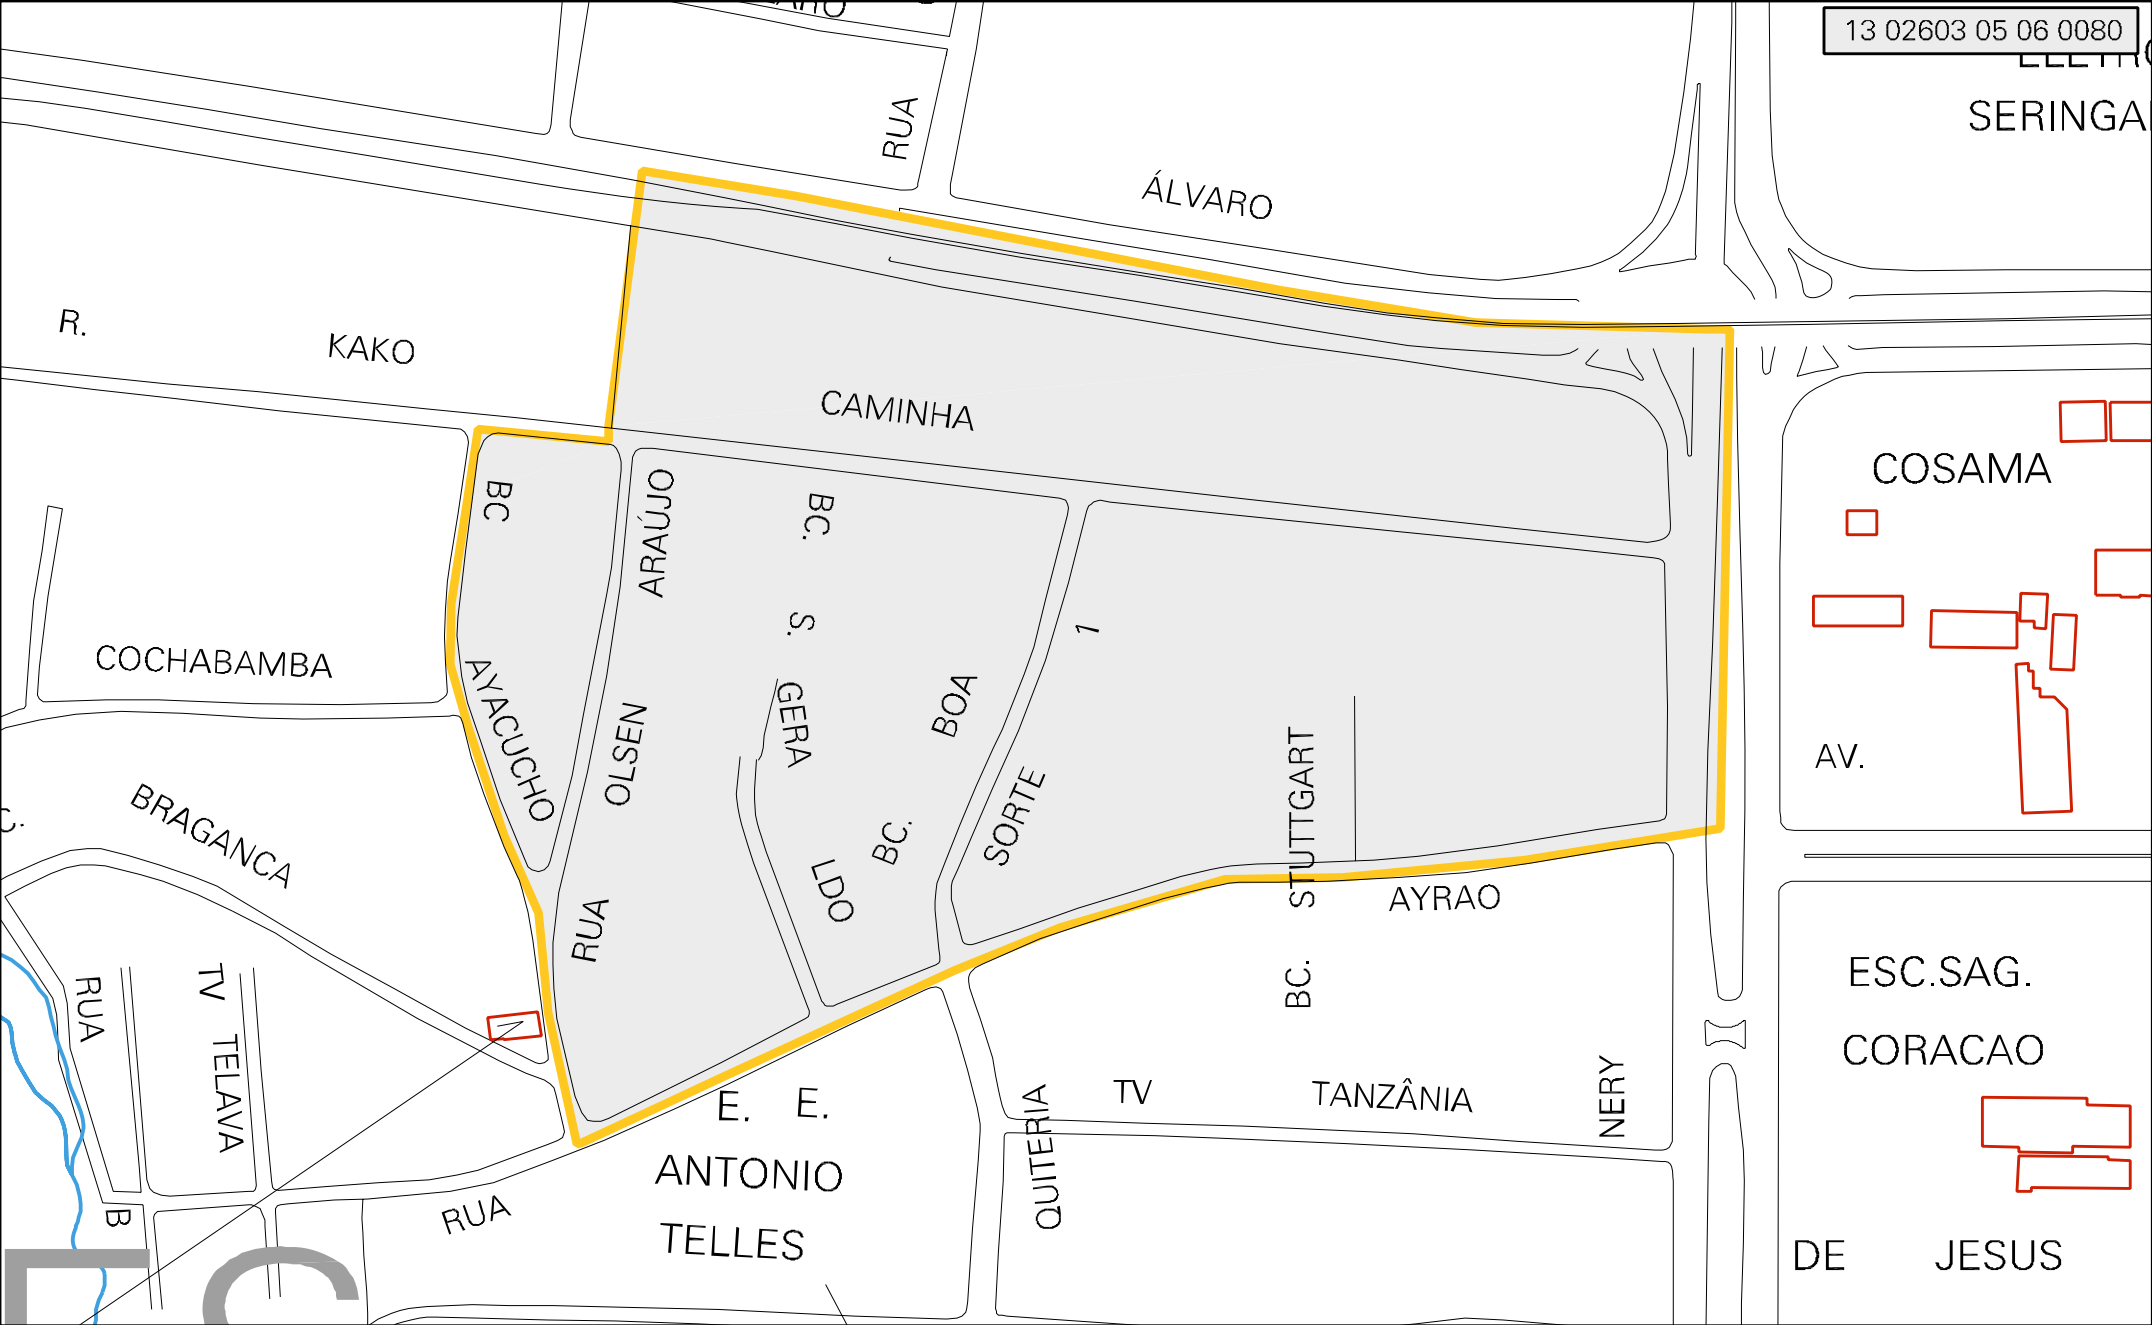 13 02603 05 06 0080
SERINGA
RUA
ÁLVARO
R.
KAKO
CAMINHA
COSAMA
BC
ARAÚJO
BC.
S.
1
COCHABAMBA
AYACUCHO
OLSEN
GERA
BOA
STUTTGART
AV.
BRAGANCA
SORTE
BC.
LDO
AYRAO
RUA
BC.
ESC.SAG.
CORACAO
RUA
TV
TELAVA
E. E.
TV
TANZÂNIA
NERY
ANTONIO
QUITERIA
B
RUA
TELLES
DE JESUS